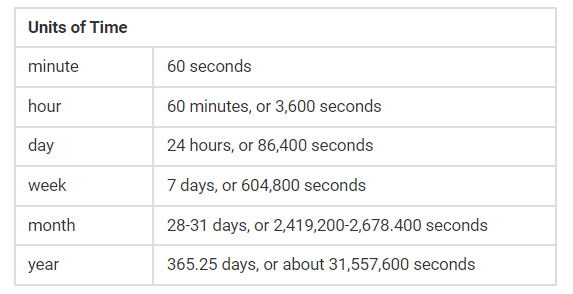 Units of Time
minute 60 seconds
hour 60 minutes, or 3,600 seconds
day 24 hours, or 86,400 seconds
week 7 days, or 604,800 seconds
month 28-31 days, or 2,419,200-2,678.400 seconds
year 365.25 days, or about 31,557,600 seconds